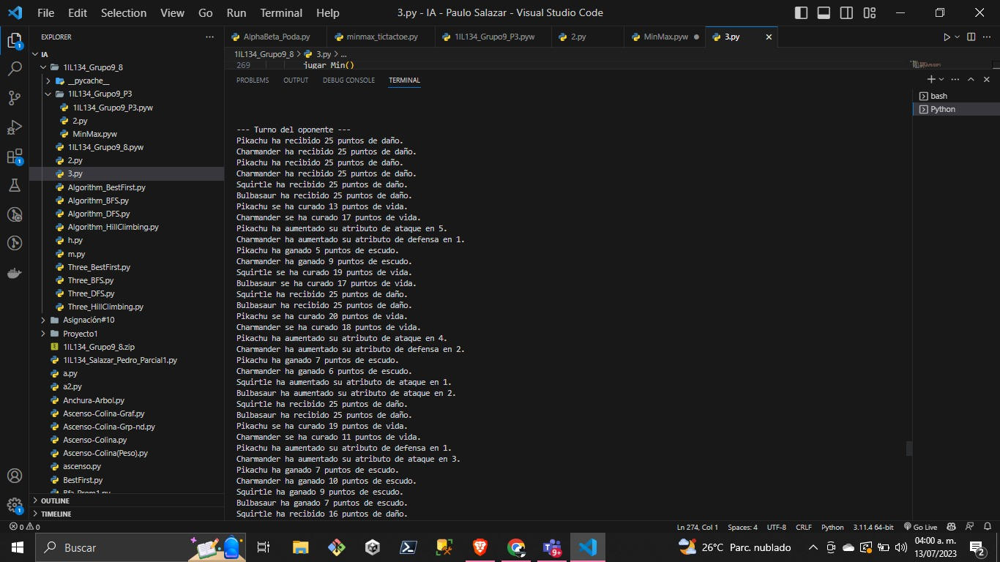 File Edit Selection View Go Run Terminal Help 3.py - IA - Paulo Salazar - Visual Studio Code
EXPLORER
AlphaBeta_Poda.py minmax_tictactoe.py 1IL134_Grupo9_P3.pyw 2.py MinMax.pyw 3.py
IA
1IL134_Grupo9_8 > 3.py > ...
269 jugar_Min()
PROBLEMS OUTPUT DEBUG CONSOLE TERMINAL
bash
Python
1IL134_Grupo9_8
__pycache__
1IL134_Grupo9_P3
1IL134_Grupo9_P3.pyw
2.py
MinMax.pyw
1IL134_Grupo9_8.pyw
2.py
3.py
Algorithm_BestFirst.py
Algorithm_BFS.py
Algorithm_DFS.py
Algorithm_HillClimbing.py
h.py
m.py
Three_BestFirst.py
Three_BFS.py
Three_DFS.py
Three_HillClimbing.py
Asignación#10
Proyecto1
1IL134_Grupo9_8.zip
1IL134_Salazar_Pedro_Parcial1.py
a.py
a2.py
Anchura-Arbol.py
Ascenso-Colina-Graf.py
Ascenso-Colina-Grp-nd.py
Ascenso-Colina.py
Ascenso-Colina(Peso).py
ascenso.py
BestFirst.py
Bfa_Prom1.py
OUTLINE
TIMELINE
--- Turno del oponente ---
Pikachu ha recibido 25 puntos de daño.
Charmander ha recibido 25 puntos de daño.
Pikachu ha recibido 25 puntos de daño.
Charmander ha recibido 25 puntos de daño.
Squirtle ha recibido 25 puntos de daño.
Bulbasaur ha recibido 25 puntos de daño.
Pikachu se ha curado 13 puntos de vida.
Charmander se ha curado 17 puntos de vida.
Pikachu ha aumentado su atributo de ataque en 5.
Charmander ha aumentado su atributo de defensa en 1.
Pikachu ha ganado 5 puntos de escudo.
Charmander ha ganado 9 puntos de escudo.
Squirtle se ha curado 19 puntos de vida.
Bulbasaur se ha curado 17 puntos de vida.
Squirtle ha recibido 25 puntos de daño.
Bulbasaur ha recibido 25 puntos de daño.
Pikachu se ha curado 20 puntos de vida.
Charmander se ha curado 18 puntos de vida.
Pikachu ha aumentado su atributo de ataque en 4.
Charmander ha aumentado su atributo de defensa en 2.
Pikachu ha ganado 7 puntos de escudo.
Charmander ha ganado 6 puntos de escudo.
Squirtle ha aumentado su atributo de ataque en 1.
Bulbasaur ha aumentado su atributo de ataque en 2.
Squirtle ha recibido 25 puntos de daño.
Bulbasaur ha recibido 25 puntos de daño.
Pikachu se ha curado 19 puntos de vida.
Charmander se ha curado 11 puntos de vida.
Pikachu ha aumentado su atributo de defensa en 1.
Charmander ha aumentado su atributo de ataque en 3.
Pikachu ha ganado 7 puntos de escudo.
Charmander ha ganado 10 puntos de escudo.
Squirtle ha ganado 9 puntos de escudo.
Bulbasaur ha ganado 7 puntos de escudo.
Squirtle ha recibido 16 puntos de daño.
0 0 Ln 274, Col 1 Spaces: 4 UTF-8 CRLF Python 3.11.4 64-bit Go Live
Buscar 9+ 26°C Parc. nublado 04:00 a. m.
13/07/2023 2